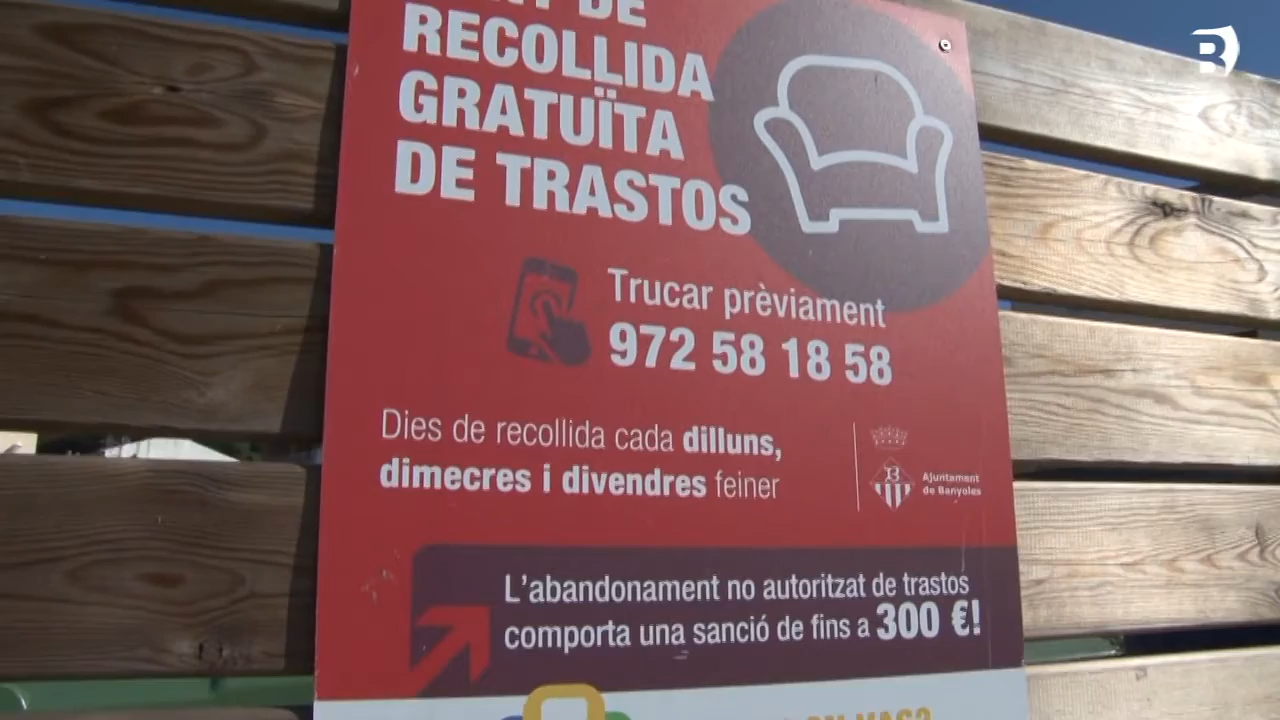 DE
RECOLLIDA
GRATUÏTA
DE TRASTOS
Trucar prèviament
972 58 18 58
Dies de recollida cada dilluns,
dimecres i divendres feiner
Ajuntament
de Banyoles
L'abandonament no autoritzat de trastos
comporta una sanció de fins a 300 €!